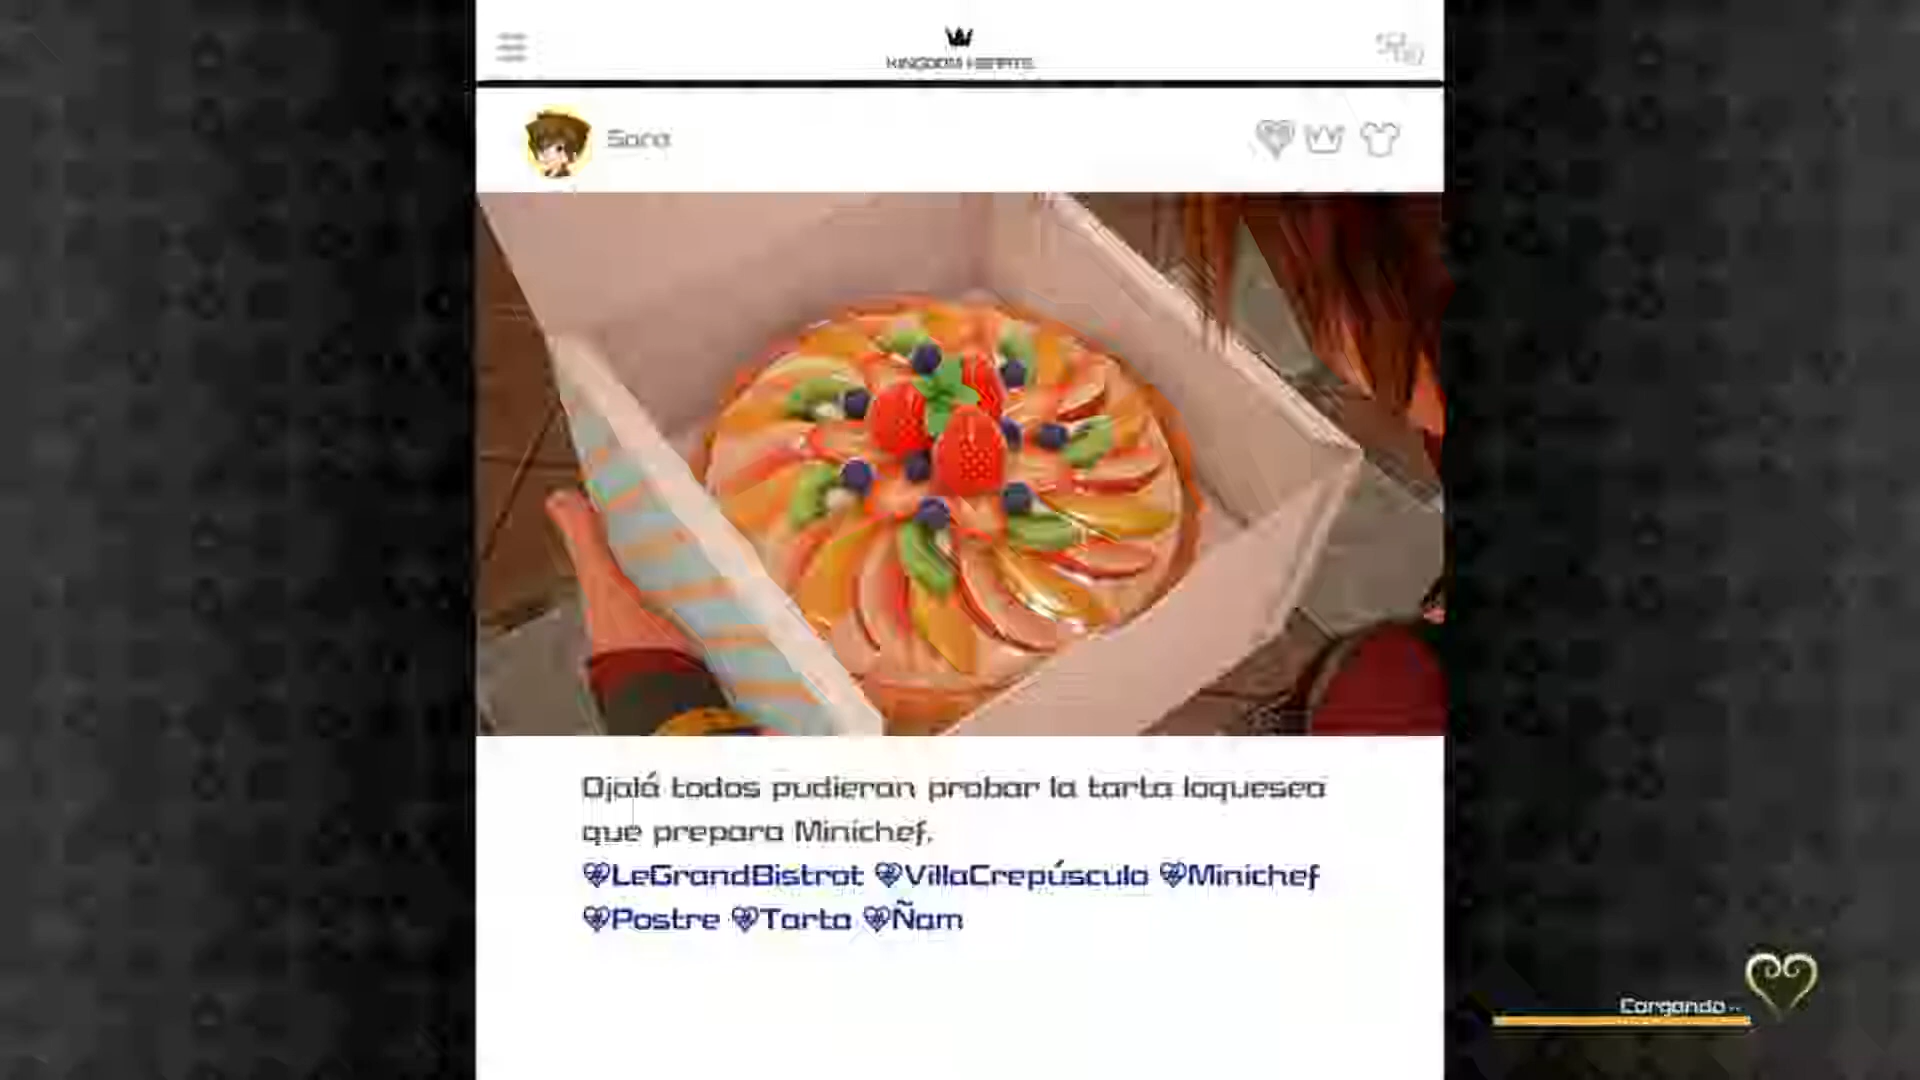 KINGDOM HEARTS
Sora
Ojalá todos pudieran probar la tarta loquesea
que prepara Minichef.
LeGrandBistrot VillaCrepúsculo Minichef
Postre Tarta Ñam
Cargando...